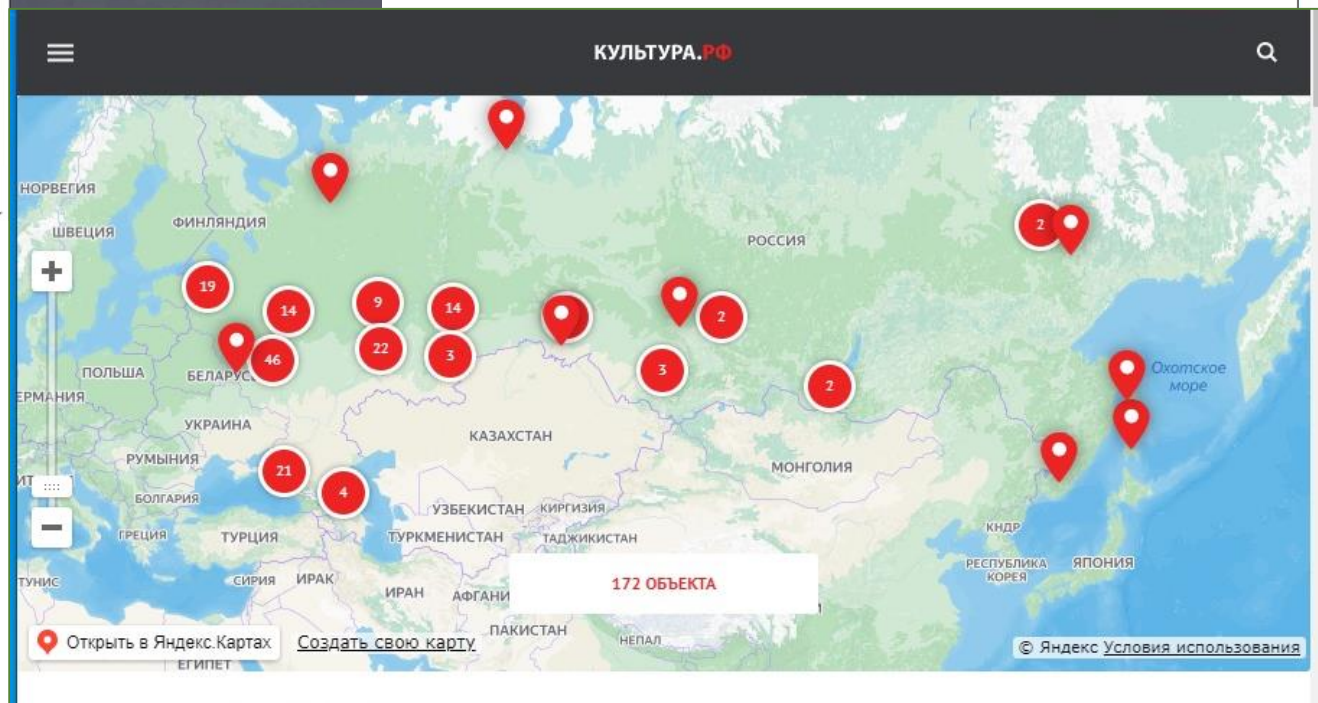 КУЛЬТУРА.РФ
НОРВЕГИЯ
ШВЕЦИЯ
ФИНЛЯНДИЯ
РОССИЯ
2
19
14
9
14
2
46
22
3
3
2
ПОЛЬША
БЕЛАРУС
ЕРМАНИЯ
Охотское
море
УКРАИНА
КАЗАХСТАН
РУМЫНИЯ
21
МОНГОЛИЯ
4
БОЛГАРИЯ
УЗБЕКИСТАН
КИРГИЗИЯ
ГРЕЦИЯ
ТУРЦИЯ
ТУРКМЕНИСТАН
ТАДЖИКИСТАН
КНДР
РЕСПУБЛИКА
КОРЕЯ
ЯПОНИЯ
ТУНИС
СИРИЯ
ИРАК
ИРАН
АФГАНИ
172 ОБЪЕКТА
ПАКИСТАН
НЕПАЛ
Открыть в Яндекс.Картах
Создать свою карту
© Яндекс Условия использования
ЕГИПЕТ